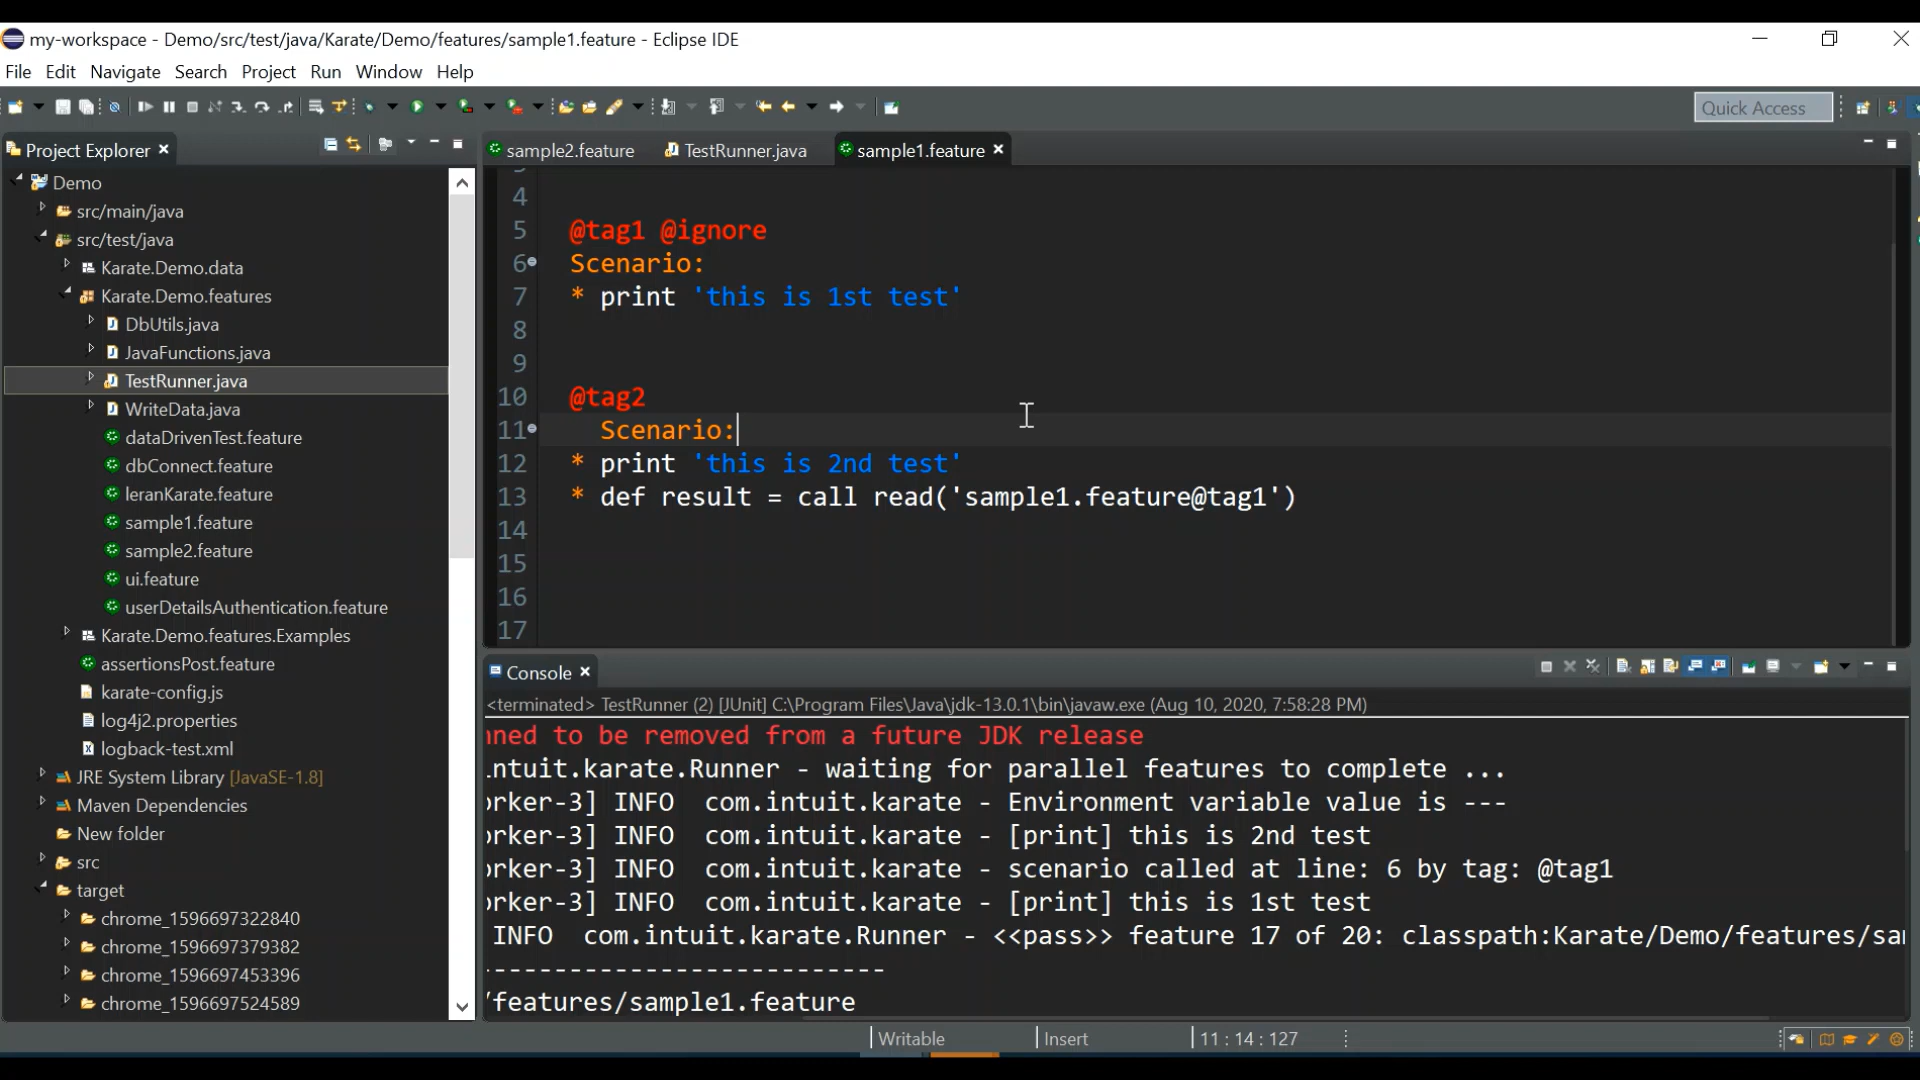 my-workspace - Demo/src/test/java/Karate/Demo/features/sample1.feature - Eclipse IDE
File Edit Navigate Search Project Run Window Help
Quick Access
Project Explorer
Demo
src/main/java
src/test/java
Karate.Demo.data
Karate.Demo.features
DbUtils.java
JavaFunctions.java
TestRunner.java
WriteData.java
dataDrivenTest.feature
dbConnect.feature
leranKarate.feature
sample1.feature
sample2.feature
ui.feature
userDetailsAuthentication.feature
Karate.Demo.features.Examples
assertionsPost.feature
karate-config.js
log4j2.properties
logback-test.xml
JRE System Library [JavaSE-1.8]
Maven Dependencies
New folder
src
target
chrome_1596697322840
chrome_1596697379382
chrome_1596697453396
chrome_1596697524589
sample2.feature TestRunner.java sample1.feature
4
5 @tag1 @ignore
6 Scenario:
7 * print 'this is 1st test'
8
9
10 @tag2
11 Scenario:
12 * print 'this is 2nd test'
13 * def result = call read('sample1.feature@tag1')
14
15
16
17
Console
<terminated> TestRunner (2) [JUnit] C:\Program Files\Java\jdk-13.0.1\bin\javaw.exe (Aug 10, 2020, 7:58:28 PM)
nned to be removed from a future JDK release
intuit.karate.Runner - waiting for parallel features to complete ...
orker-3] INFO com.intuit.karate - Environment variable value is ---
orker-3] INFO com.intuit.karate - [print] this is 2nd test
orker-3] INFO com.intuit.karate - scenario called at line: 6 by tag: @tag1
orker-3] INFO com.intuit.karate - [print] this is 1st test
INFO com.intuit.karate.Runner - <<pass>> feature 17 of 20: classpath:Karate/Demo/features/sa
--------------------------
/features/sample1.feature
Writable Insert 11 : 14 : 127